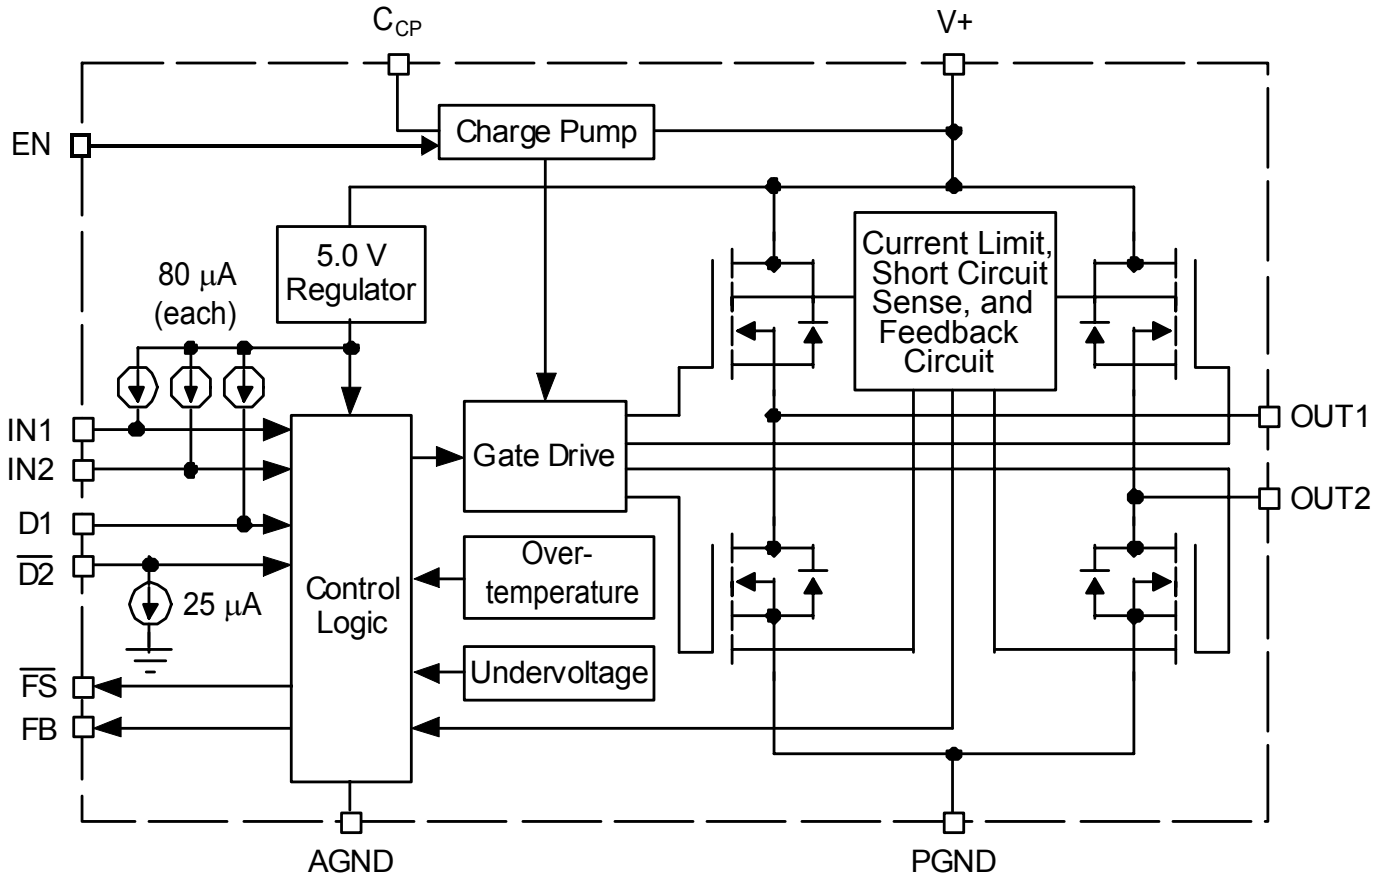 C_CP
V+
EN
Charge Pump
5.0 V
Regulator
80 µA
(each)
Current Limit,
Short Circuit
Sense, and
Feedback
Circuit
IN1
IN2
D1
D2
25 µA
FS
FB
Control
Logic
Gate Drive
Over-
temperature
Undervoltage
OUT1
OUT2
AGND
PGND